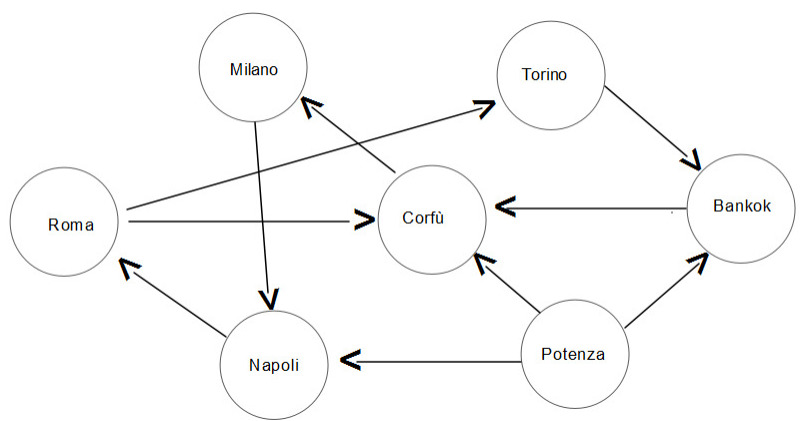 Milano
Torino
Roma
Corfù
Bankok
Napoli
Potenza